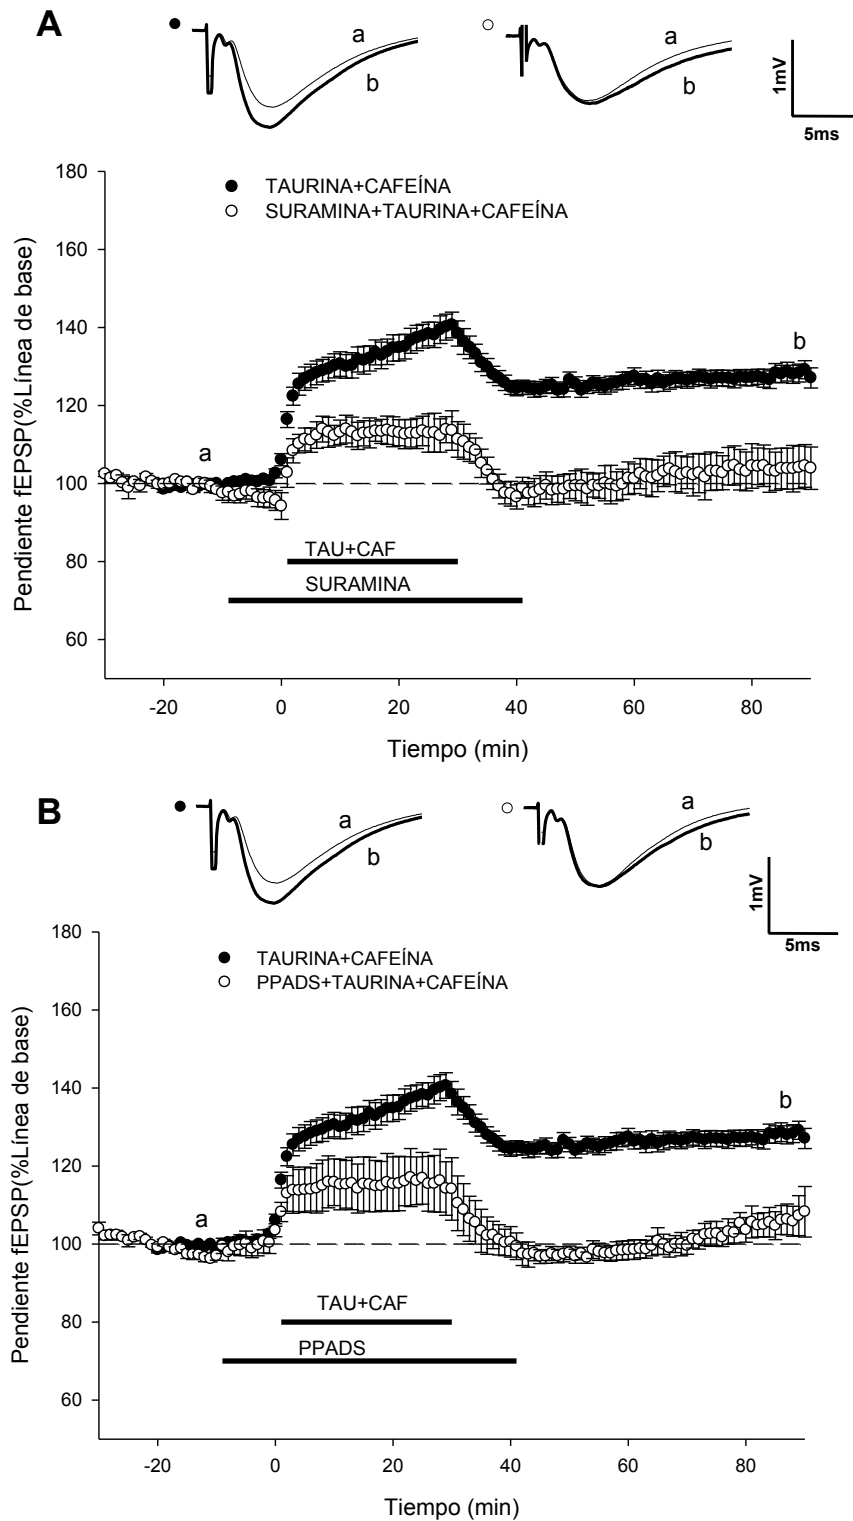 A
a
b
a
b
1mV
5ms
180
160
140
120
100
80
60
Pendiente fEPSP(%Línea de base)
TAURINA+CAFEÍNA
SURAMINA+TAURINA+CAFEÍNA
a
b
TAU+CAF
SURAMINA
-20 0 20 40 60 80
Tiempo (min)
B
a
b
a
b
1mV
5ms
180
160
140
120
100
80
60
Pendiente fEPSP(%Línea de base)
TAURINA+CAFEÍNA
PPADS+TAURINA+CAFEÍNA
a
b
TAU+CAF
PPADS
-20 0 20 40 60 80
Tiempo (min)